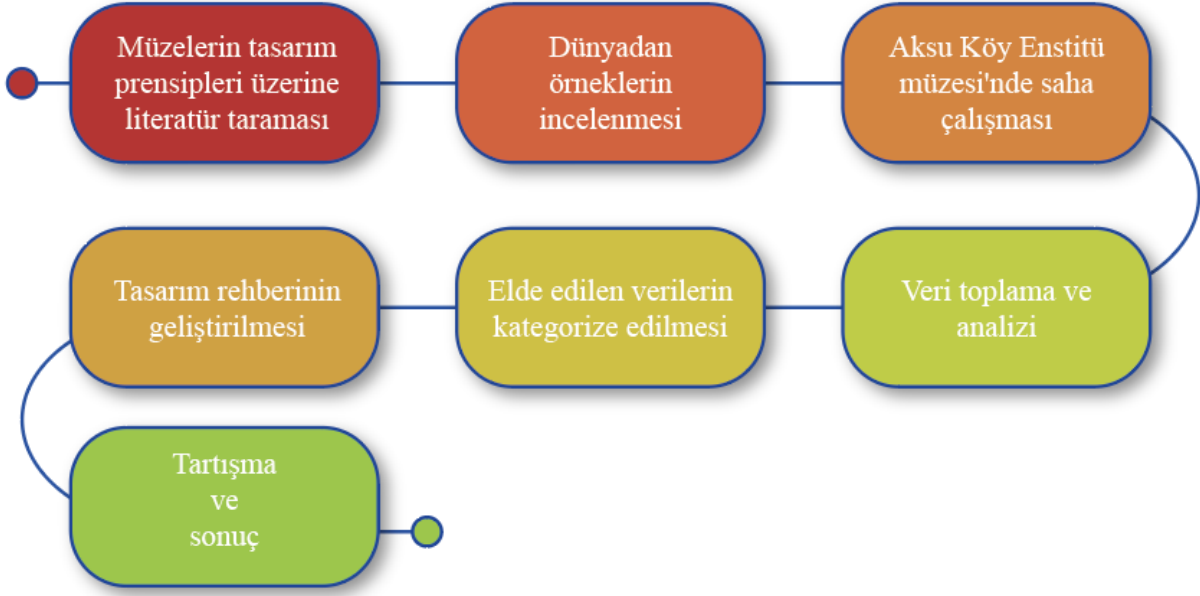 Müzelerin tasarım
prensipleri üzerine
literatür taraması
Dünyadan
örneklerin
incelenmesi
Aksu Köy Enstitü
müzesi'nde saha
çalışması
Veri toplama ve
analizi
Elde edilen verilerin
kategorize edilmesi
Tasarım rehberinin
geliştirilmesi
Tartışma
ve
sonuç